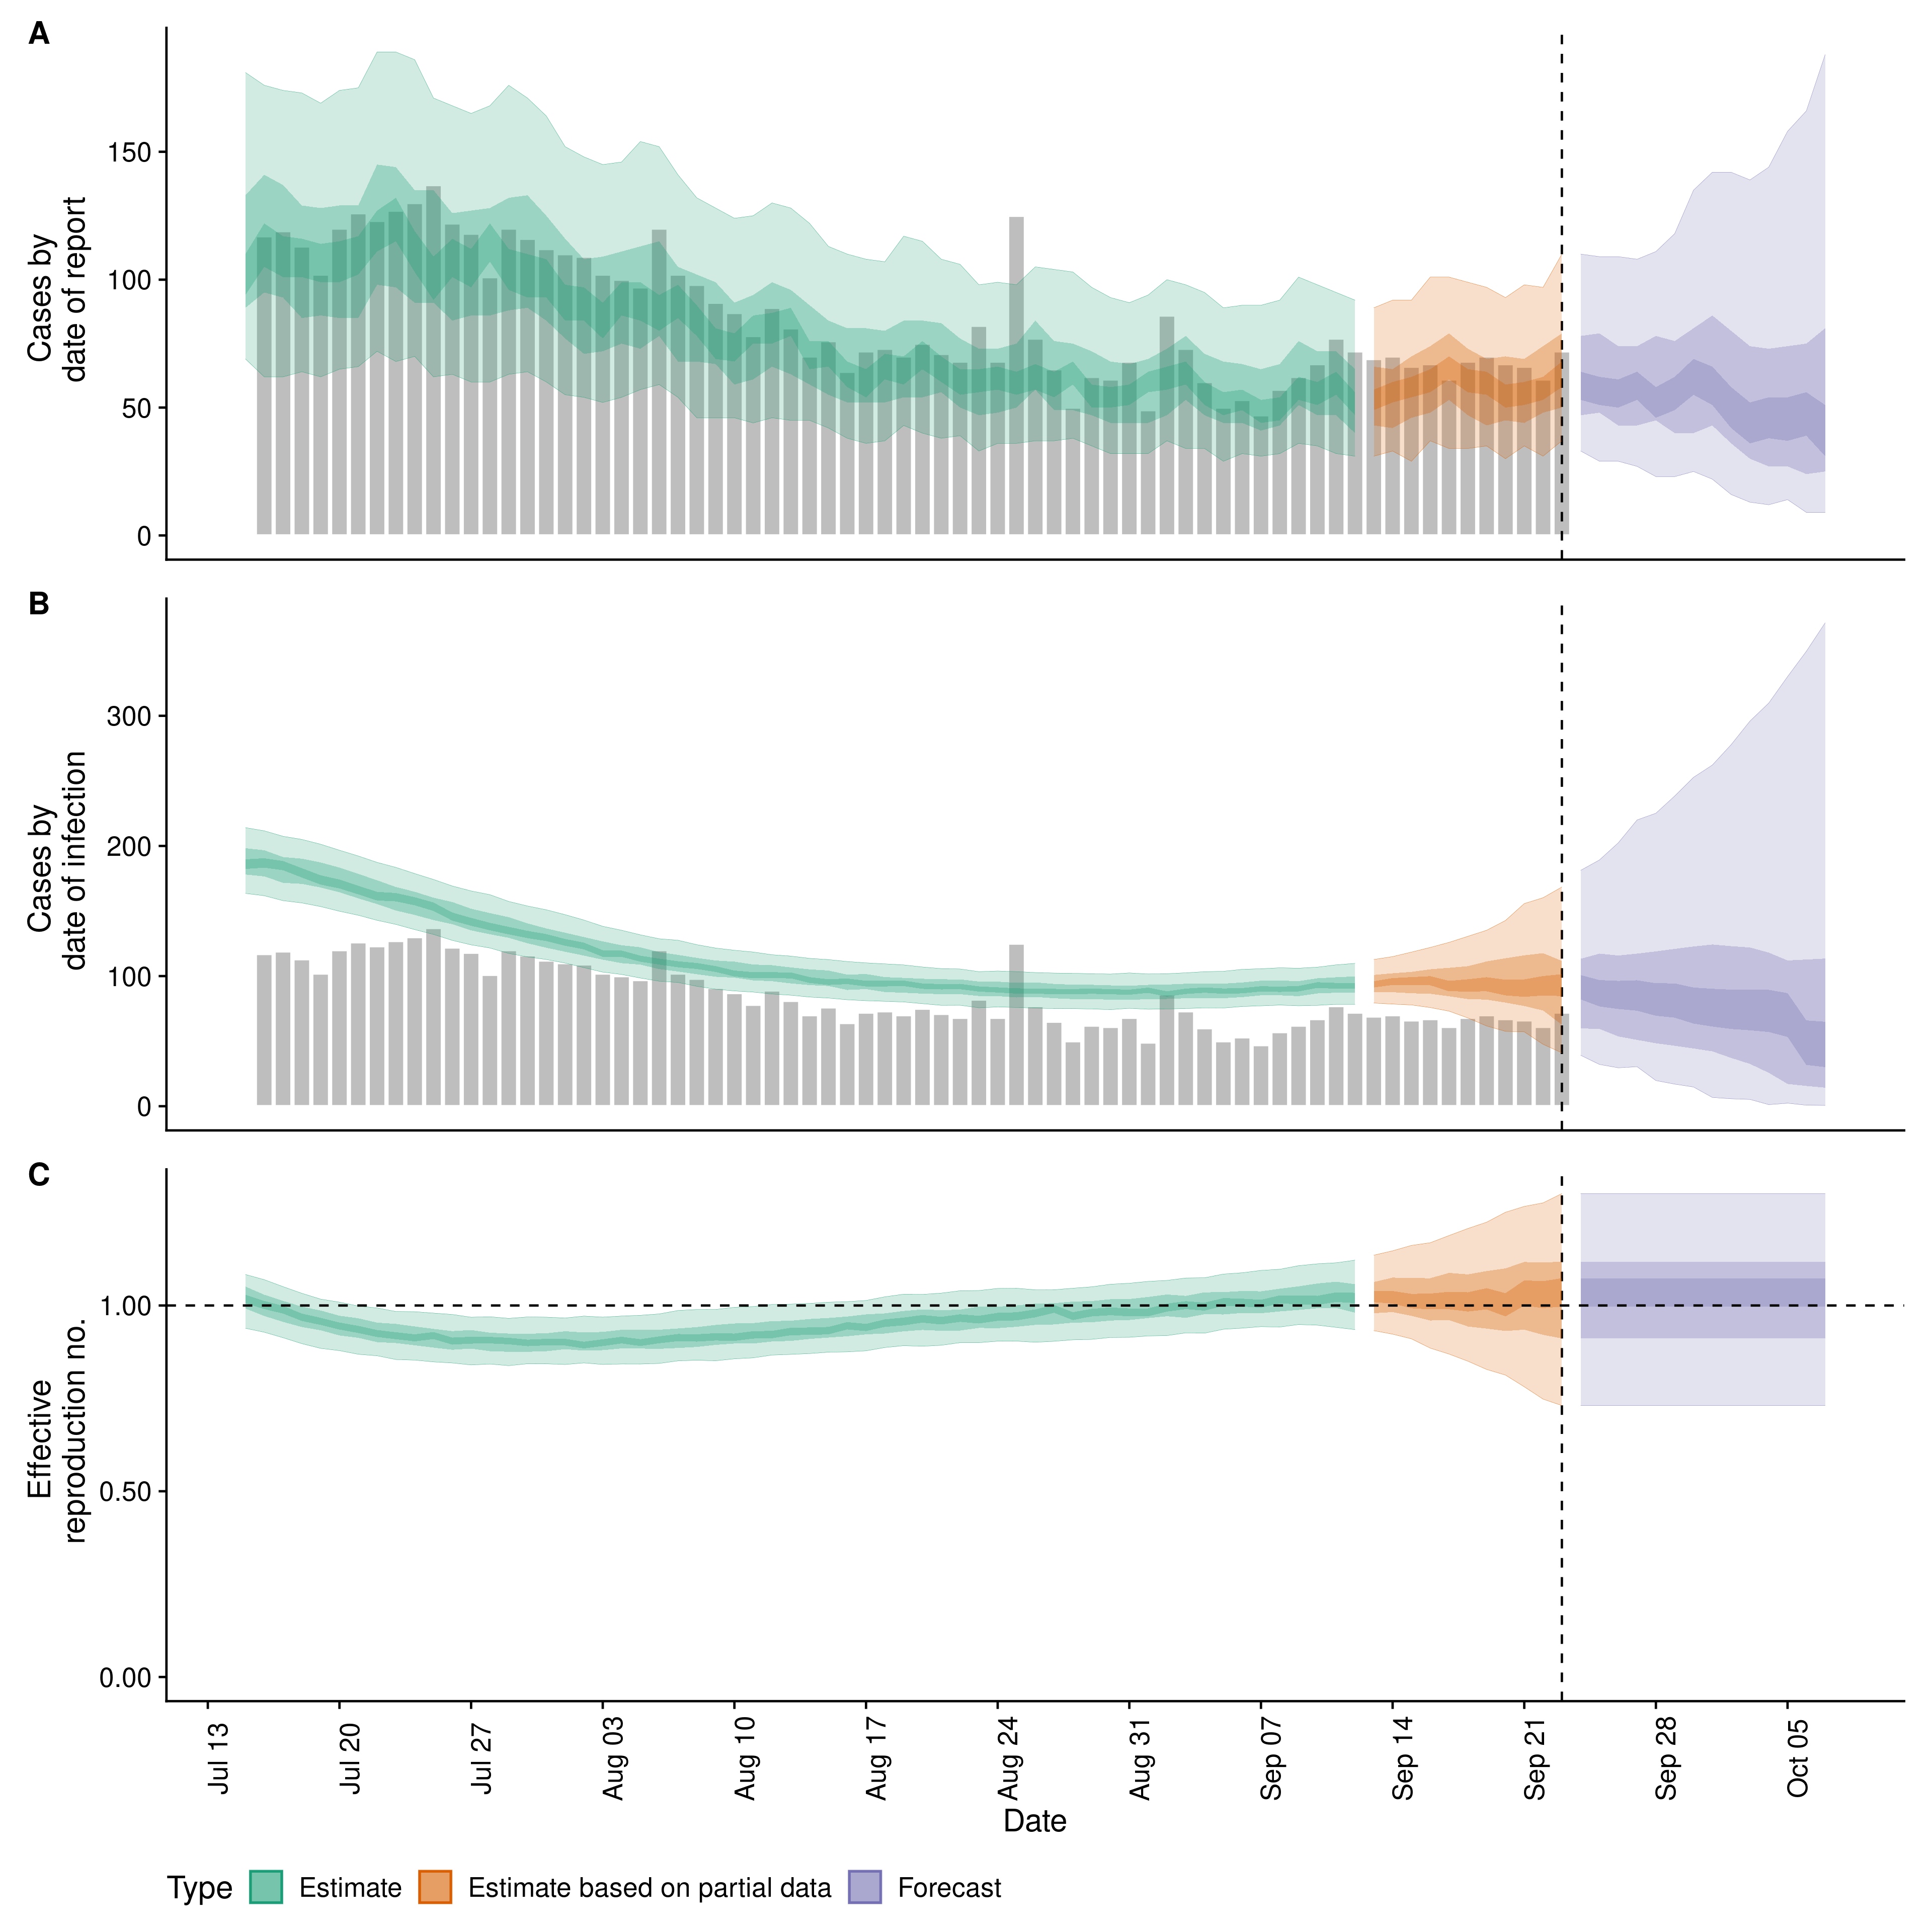 A
Cases by
date of report
150
100
50
0
B
Cases by
date of infection
300
200
100
0
C
Effective
reproduction no.
1.00
0.50
0.00
Jul 13
Jul 20
Jul 27
Aug 03
Aug 10
Aug 17
Aug 24
Aug 31
Sep 07
Sep 14
Sep 21
Sep 28
Oct 05
Date
Type Estimate Estimate based on partial data Forecast